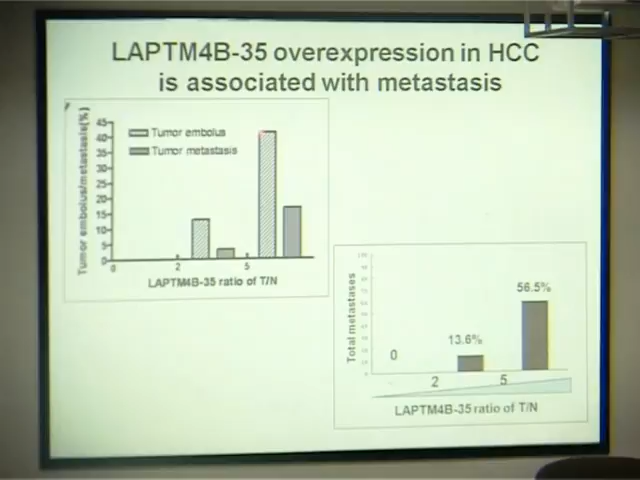 LAPTM4B-35 overexpression in HCC
is associated with metastasis
Tumor embolus/metastasis(%)
45
40
35
30
25
20
15
10
5
0
0
2
5
Tumor embolus
Tumor metastasis
LAPTM4B-35 ratio of T/N
Total metastases
0
13.6%
56.5%
2
5
LAPTM4B-35 ratio of T/N